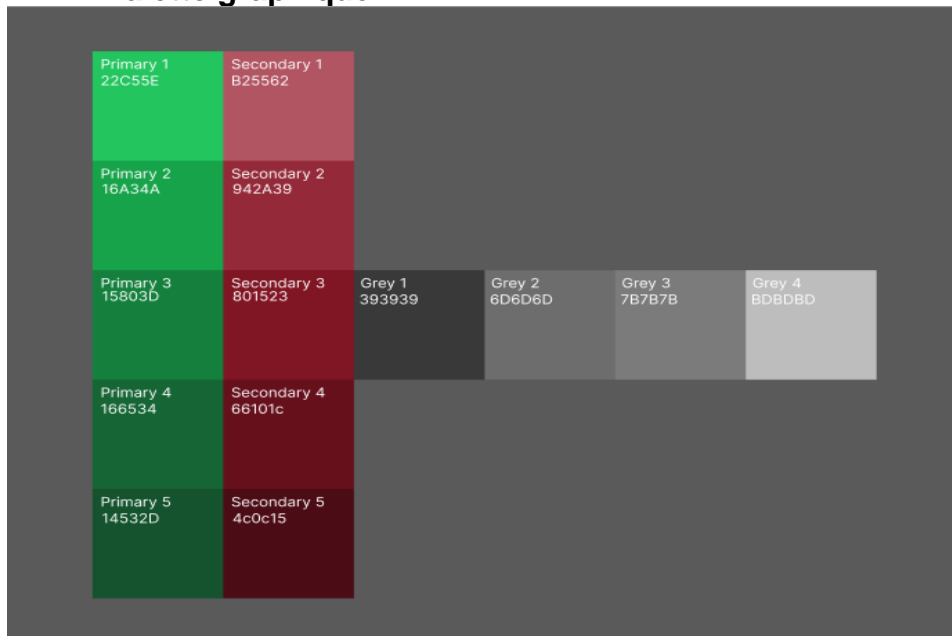 Primary 1
22C55E
Secondary 1
B25562
Primary 2
16A34A
Secondary 2
942A39
Primary 3
15803D
Secondary 3
801523
Grey 1
393939
Grey 2
6D6D6D
Grey 3
7B7B7B
Grey 4
BDBDBD
Primary 4
166534
Secondary 4
66101c
Primary 5
14532D
Secondary 5
4c0c15